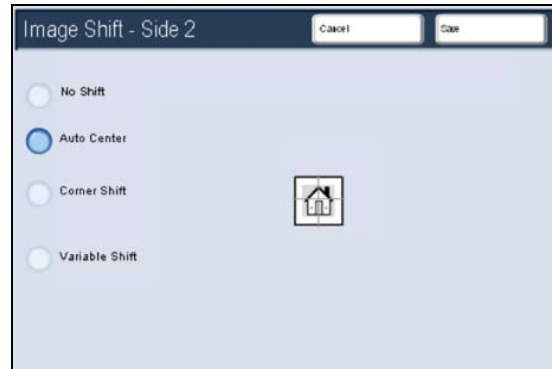 Image Shift - Side 2
Cancel
Save
No Shift
Auto Center
Corner Shift
Variable Shift